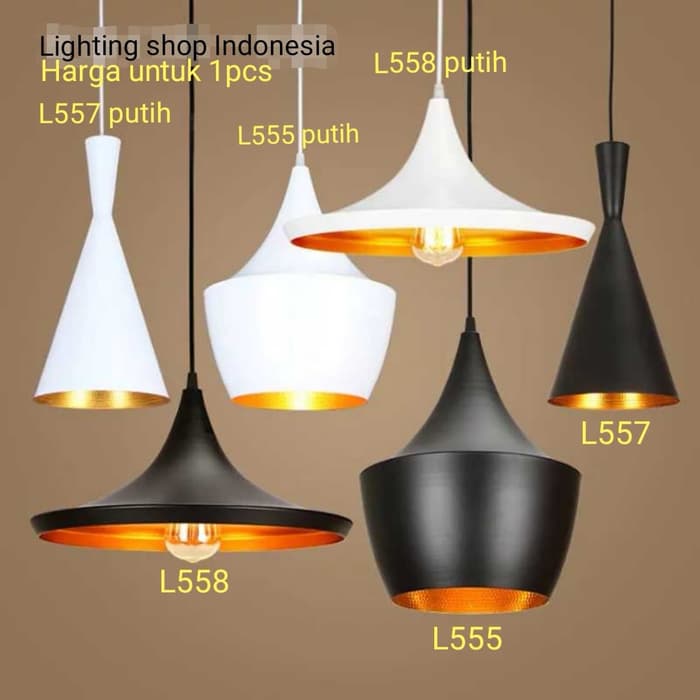 Lighting shop Indonesia
Harga untuk 1pcs
L558 putih
L557 putih
L555 putih
L557
L558
L555